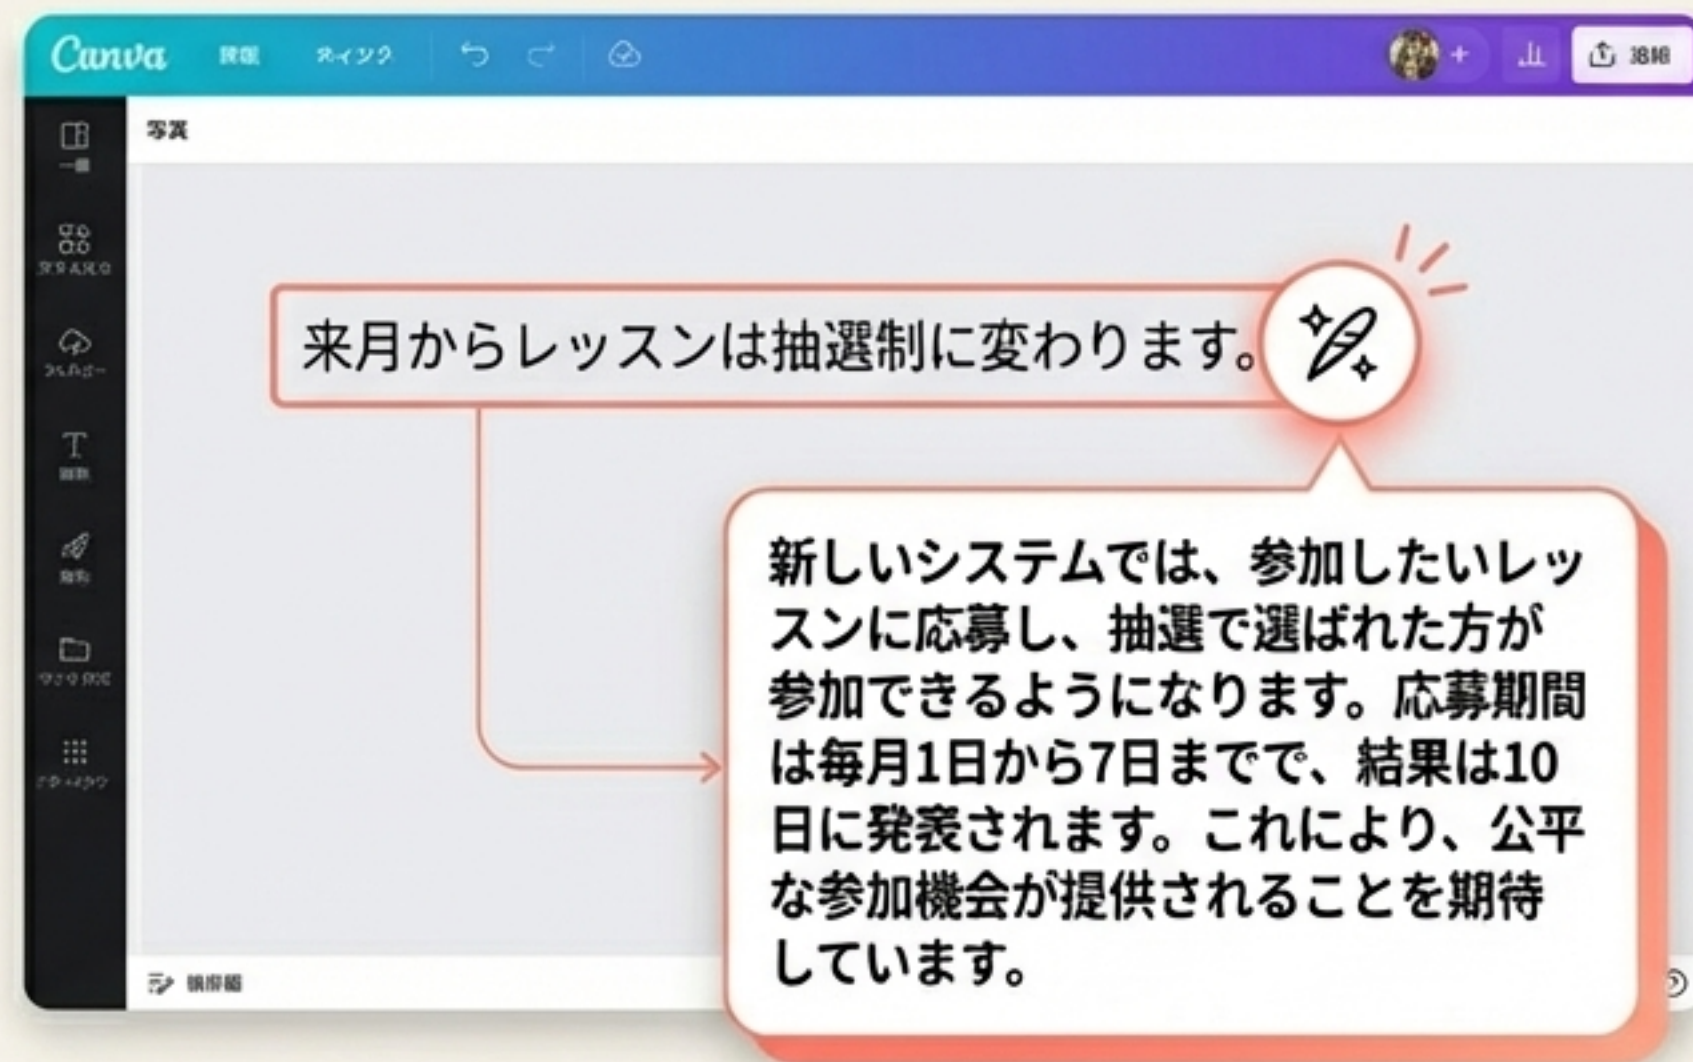 Canva
来月からレッスンは抽選制に変わります。
新しいシステムでは、参加したいレッ
スンに応募し、抽選で選ばれた方が
参加できるようになります。応募期間
は毎月1日から7日までで、結果は10
日に発表されます。これにより、公平
な参加機会が提供されることを期待
しています。